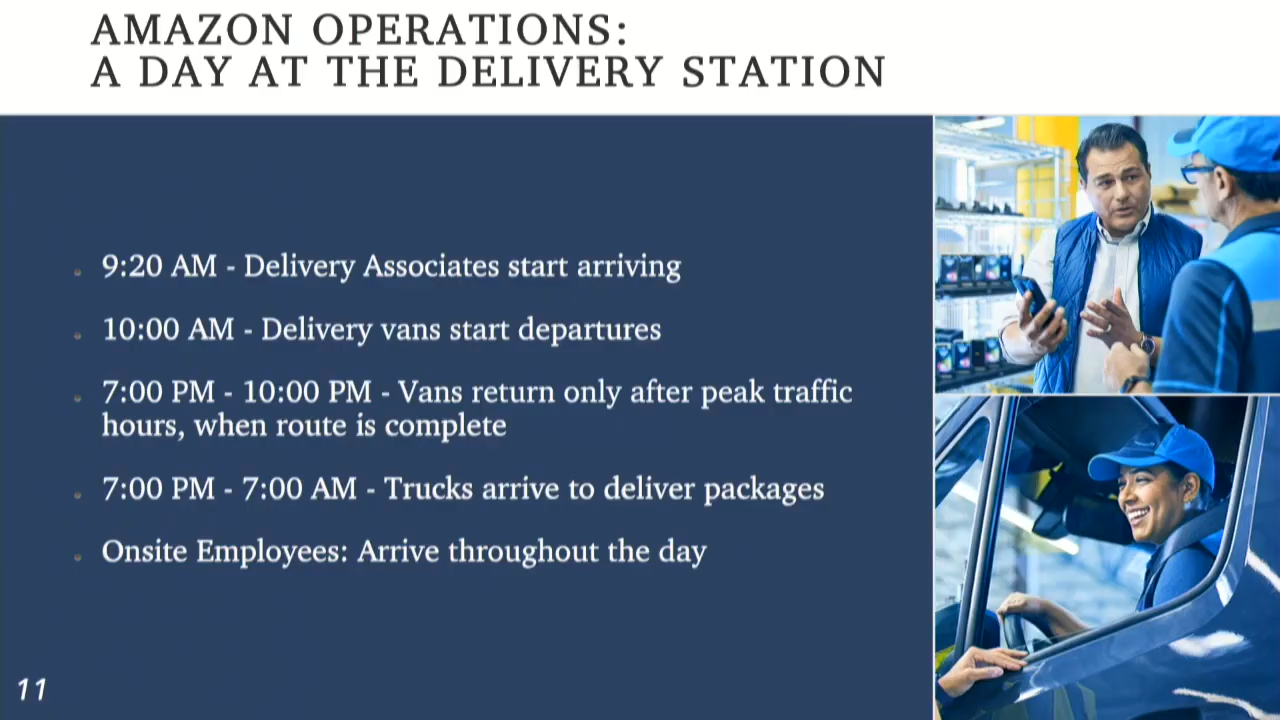 AMAZON OPERATIONS:
A DAY AT THE DELIVERY STATION
9:20 AM - Delivery Associates start arriving
10:00 AM - Delivery vans start departures
7:00 PM - 10:00 PM - Vans return only after peak traffic
hours, when route is complete
7:00 PM - 7:00 AM - Trucks arrive to deliver packages
Onsite Employees: Arrive throughout the day
11